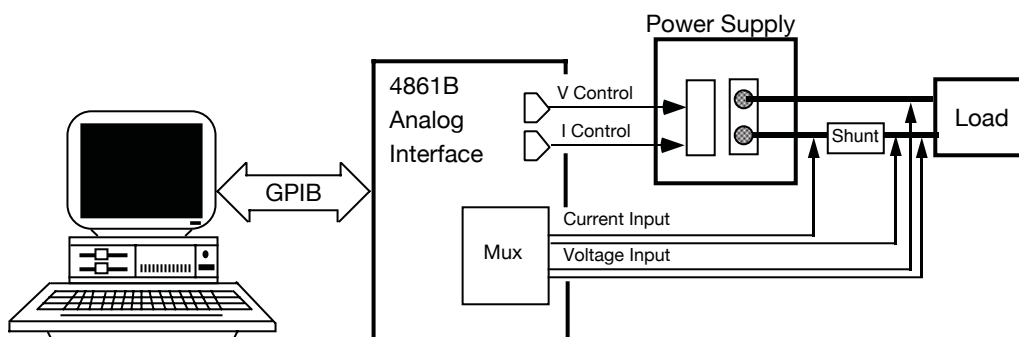 Power Supply
4861B
Analog
Interface
V Control
I Control
Shunt
Load
GPIB
Mux
Current Input
Voltage Input